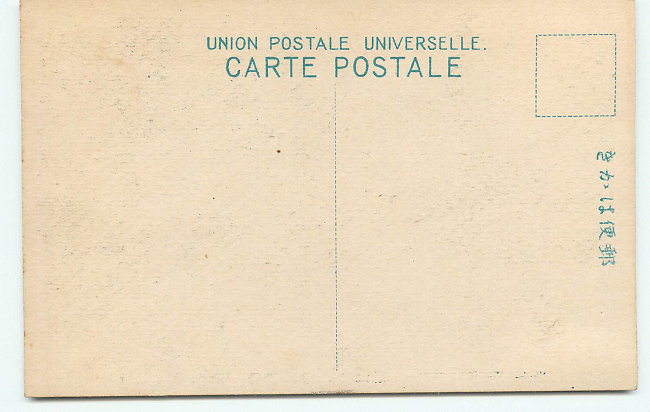 UNION POSTALE UNIVERSELLE.
CARTE POSTALE
きかは便郵